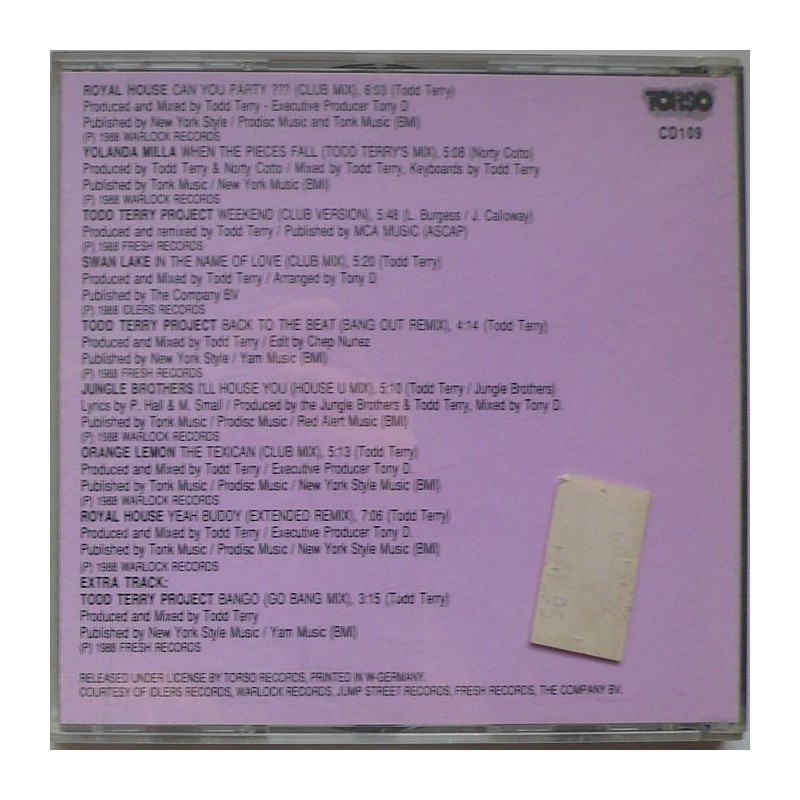 ROYAL HOUSE CAN YOU PARTY ??? (CLUB MIX), 6:03 (Todd Terry)
Produced and Mixed by Todd Terry - Executive Producer Tony D
Published by New York Style / Prodisc Music and Tonk Music (BMI)
(P) 1988 WARLOCK RECORDS
YOLANDA MILLA WHEN THE PIECES FALL (TODD TERRY'S MIX), 5:08 (Norty Cotto)
Produced by Todd Terry & Norty Cotto / Mixed by Todd Terry, Keyboards by Todd Terry
Published by Tonk Music / New York Music (BMI)
(P) 1988 WARLOCK RECORDS
TODD TERRY PROJECT WEEKEND (CLUB VERSION), 5:48 (L. Burgess / J. Calloway)
Produced and remixed by Todd Terry / Published by MCA MUSIC (ASCAP)
(P) 1988 FRESH RECORDS
SWAN LAKE IN THE NAME OF LOVE (CLUB MIX), 5:20 (Todd Terry)
Produced and Mixed by Todd Terry / Arranged by Tony D
Published by The Company BV
(P) 1988 IDLERS RECORDS
TODD TERRY PROJECT BACK TO THE BEAT (BANG OUT REMIX), 4:14 (Todd Terry)
Produced and Mixed by Todd Terry / Edit by Chep Nunez
Published by New York Style / Yam Music (BMI)
(P) 1988 FRESH RECORDS
JUNGLE BROTHERS I'LL HOUSE YOU (HOUSE U MIX), 5:10 (Todd Terry / Jungle Brothers)
Lyrics by P. Hall & M. Small / Produced by the Jungle Brothers & Todd Terry, Mixed by Tony D.
Published by Tonk Music / Prodisc Music / Red Alert Music (BMI)
(P) 1988 WARLOCK RECORDS
ORANGE LEMON THE TEXICAN (CLUB MIX), 5:13 (Todd Terry)
Produced and Mixed by Todd Terry / Executive Producer Tony D.
Published by Tonk Music / Prodisc Music / New York Style Music (BMI)
(P) 1988 WARLOCK RECORDS
ROYAL HOUSE YEAH BUDDY (EXTENDED REMIX), 7:06 (Todd Terry)
Produced and Mixed by Todd Terry / Executive Producer Tony D.
Published by Tonk Music / Prodisc Music / New York Style Music (BMI)
(P) 1988 WARLOCK RECORDS
EXTRA TRACK:
TODD TERRY PROJECT BANGO (GO BANG MIX), 3:15 (Todd Terry)
Produced and Mixed by Todd Terry
Published by New York Style Music / Yam Music (BMI)
(P) 1988 FRESH RECORDS
RELEASED UNDER LICENSE BY TORSO RECORDS, PRINTED IN W-GERMANY.
COURTESY OF IDLERS RECORDS, WARLOCK RECORDS, JUMP STREET RECORDS, FRESH RECORDS, THE COMPANY BV.
TORSO
CD109